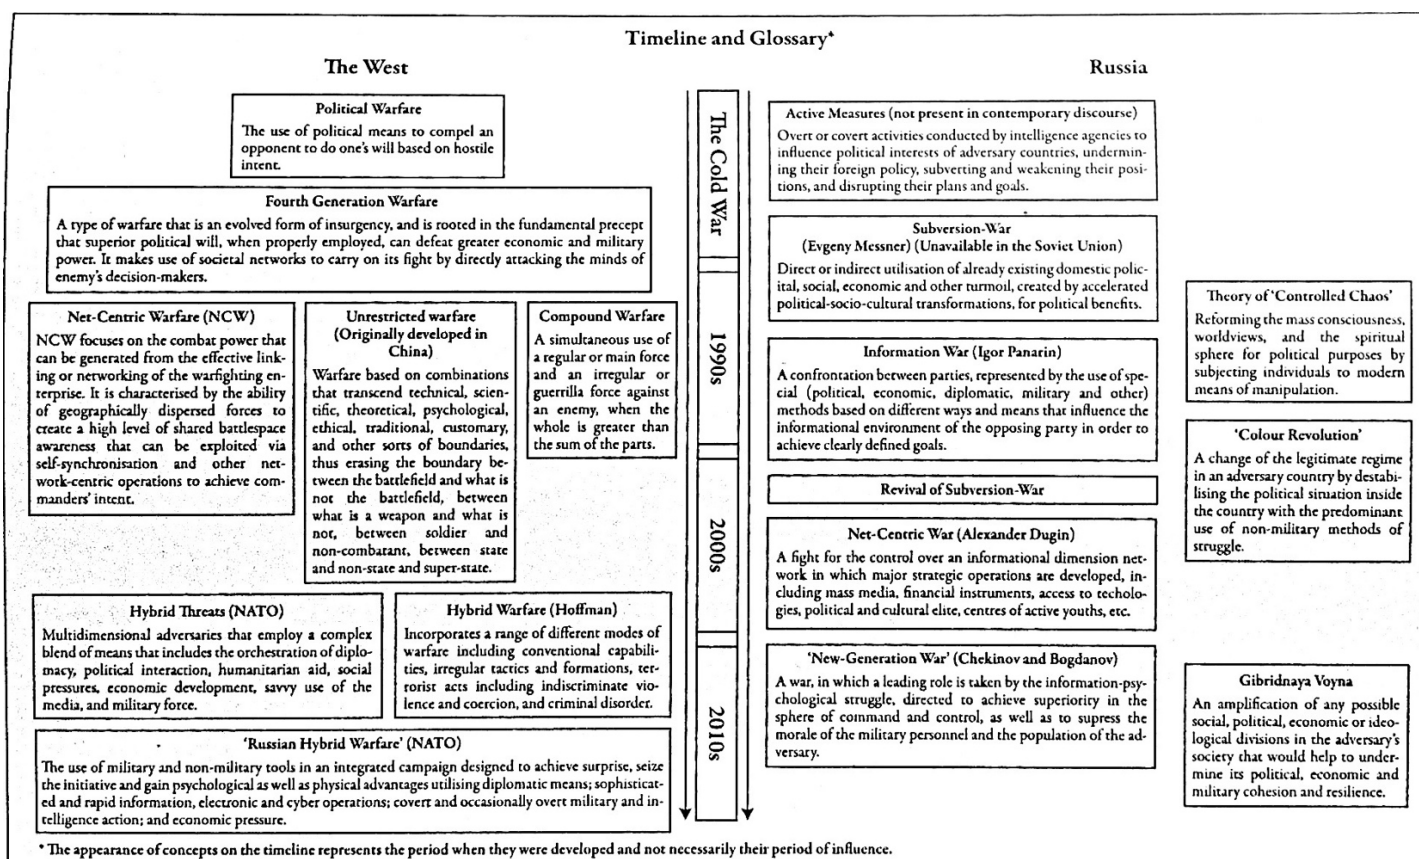 Timeline and Glossary*
The West
Political Warfare
The use of political means to compel an
opponent to do one's will based on hostile
intent.
Fourth Generation Warfare
A type of warfare that is an evolved form of insurgency, and is rooted in the fundamental precept
that superior political will, when properly employed, can defeat greater economic and military
power. It makes use of societal networks to carry on its fight by directly attacking the minds of
enemy's decision-makers.
Net-Centric Warfare (NCW)
NCW focuses on the combat power that
can be generated from the effective link-
ing or networking of the warfighting en-
terprise. It is characterised by the ability
of geographically dispersed forces to
create a high level of shared battlespace
awareness that can be exploited via
self-synchronisation and other net-
work-centric operations to achieve com-
manders' intent.
Unrestricted warfare
(Originally developed in
China)
Warfare based on combinations
that transcend technical, scien-
tific, theoretical, psychological,
ethical, traditional, customary,
and other sorts of boundaries,
thus erasing the boundary be-
tween the battlefield and what is
not the battlefield, between
what is a weapon and what is
not, between soldier and
non-combatant, between state
and non-state and super-state.
Compound Warfare
A simultaneous use of
a regular or main force
and an irregular or
guerrilla force against
an enemy, when the
whole is greater than
the sum of the parts.
Hybrid Threats (NATO)
Multidimensional adversaries that employ a complex
blend of means that includes the orchestration of diplo-
macy, political interaction, humanitarian aid, social
pressures, economic development, savvy use of the
media, and military force.
Hybrid Warfare (Hoffman)
Incorporates a range of different modes of
warfare including conventional capabili-
ties, irregular tactics and formations, ter-
rorist acts including indiscriminate vio-
lence and coercion, and criminal disorder.
'Russian Hybrid Warfare' (NATO)
The use of military and non-military tools in an integrated campaign designed to achieve surprise, seize
the initiative and gain psychological as well as physical advantages utilising diplomatic means; sophisticat-
ed and rapid information, electronic and cyber operations; covert and occasionally overt military and in-
telligence action; and economic pressure.
The Cold War
1990s
2000s
2010s
Russia
Active Measures (not present in contemporary discourse)
Overt or covert activities conducted by intelligence agencies to
influence political interests of adversary countries, undermin-
ing their foreign policy, subverting and weakening their posi-
tions, and disrupting their plans and goals.
Subversion-War
(Evgeny Messner) (Unavailable in the Soviet Union)
Direct or indirect utilisation of already existing domestic polic-
ital, social, economic and other turmoil, created by accelerated
political-socio-cultural transformations, for political benefits.
Information War (Igor Panarin)
A confrontation between parties, represented by the use of spe-
cial (political, economic, diplomatic, military and other)
methods based on different ways and means that influence the
informational environment of the opposing party in order to
achieve clearly defined goals.
Revival of Subversion-War
Net-Centric War (Alexander Dugin)
A fight for the control over an informational dimension net-
work in which major strategic operations are developed, in-
cluding mass media, financial instruments, access to techolo-
gies, political and cultural elite, centres of active youths, etc.
'New-Generation War' (Chekinov and Bogdanov)
A war, in which a leading role is taken by the information-psy-
chological struggle, directed to achieve superiority in the
sphere of command and control, as well as to supress the
morale of the military personnel and the population of the ad-
versary.
Theory of 'Controlled Chaos'
Reforming the mass consciousness,
worldviews, and the spiritual
sphere for political purposes by
subjecting individuals to modern
means of manipulation.
'Colour Revolution'
A change of the legitimate regime
in an adversary country by destabi-
lising the political situation inside
the country with the predominant
use of non-military methods of
struggle.
Gibridnaya Voyna
An amplification of any possible
social, political, economic or ideo-
logical divisions in the adversary's
society that would help to under-
mine its political, economic and
military cohesion and resilience.
* The appearance of concepts on the timeline represents the period when they were developed and not necessarily their period of influence.